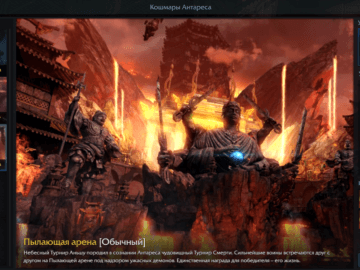 Кошмары Антареса
Пылающая арена [Обычный]
Небесный Турнир Аньшу породил в сознании Антареса чудовищный Турнир Смерти. Сильнейшие воины встречаются друг с
другом на Пылающей арене под надзором ужасных демонов. Единственная награда для победителя – его жизнь.